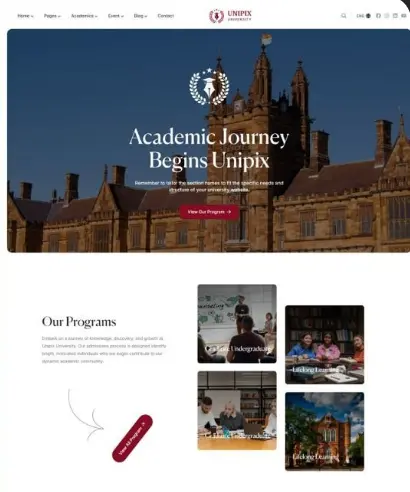 Home Pages Academics Event Blog Contact
UNIPIX
UNIVERSITY
Academic Journey
Begins Unipix
Remember to tailor the section names to fit the specific needs and
structure of your university website.
View Our Program →
Our Programs
Embark on a journey of knowledge, discovery, and growth at
Unipix University. Our admissions process is designed identify
bright, motivated individuals who are eager contribute to our
dynamic academic community.
View All Program
Graduate Undergraduate
Lifelong Learning
Graduate Undergraduate
Lifelong Learning